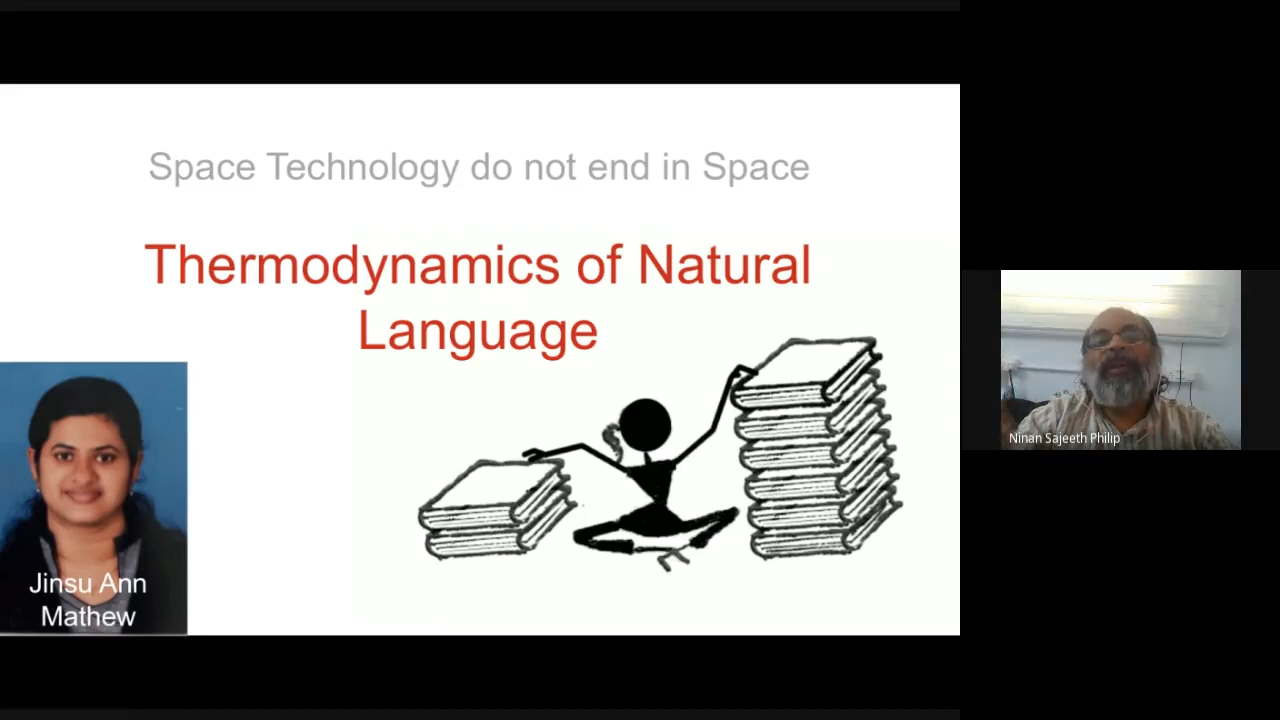 Space Technology do not end in Space
Thermodynamics of Natural
Language
Jinsu Ann
Mathew
Ninan Sajeeth Philip